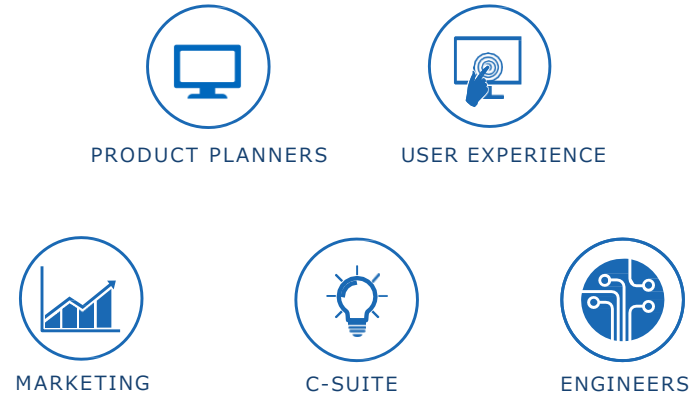 PRODUCT PLANNERS
USER EXPERIENCE
MARKETING
C-SUITE
ENGINEERS